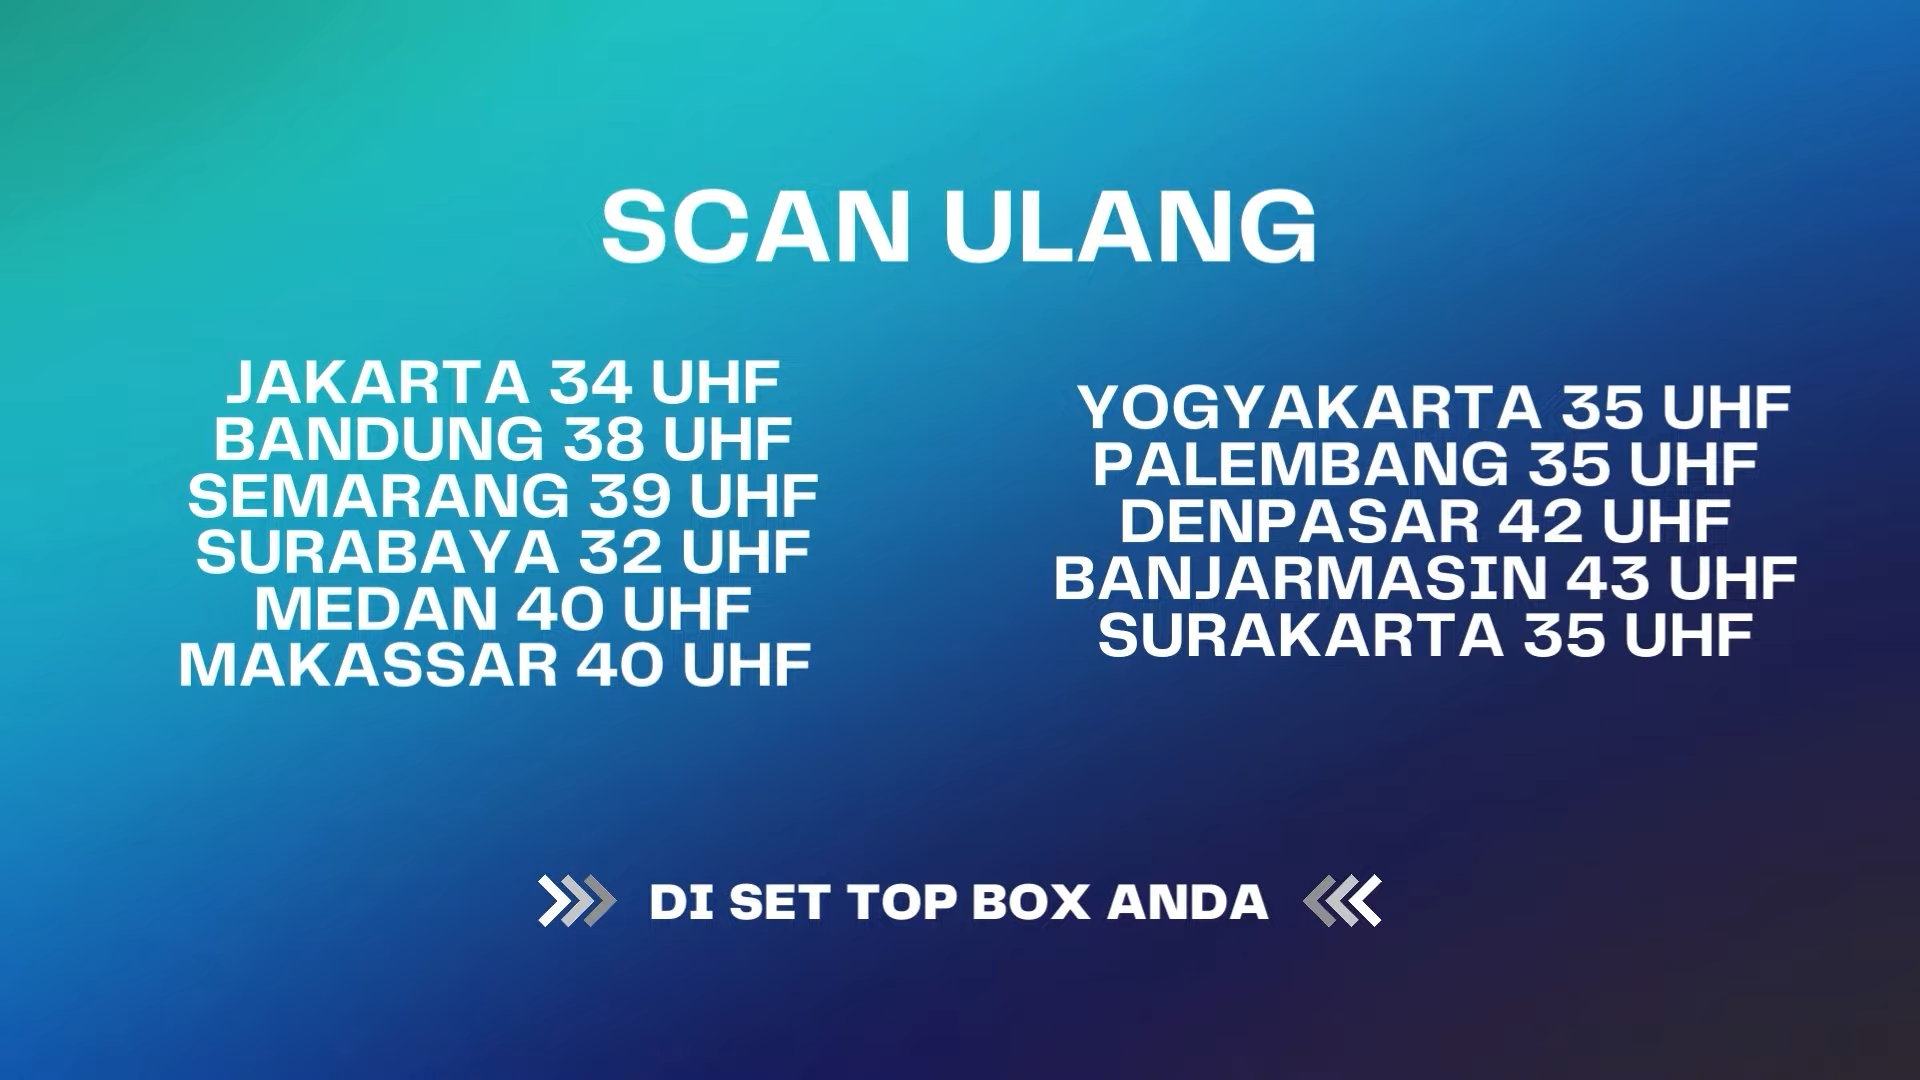 SCAN ULANG
JAKARTA 34 UHF
BANDUNG 38 UHF
SEMARANG 39 UHF
SURABAYA 32 UHF
MEDAN 40 UHF
MAKASSAR 40 UHF
YOGYAKARTA 35 UHF
PALEMBANG 35 UHF
DENPASAR 42 UHF
BANJARMASIN 43 UHF
SURAKARTA 35 UHF
DI SET TOP BOX ANDA